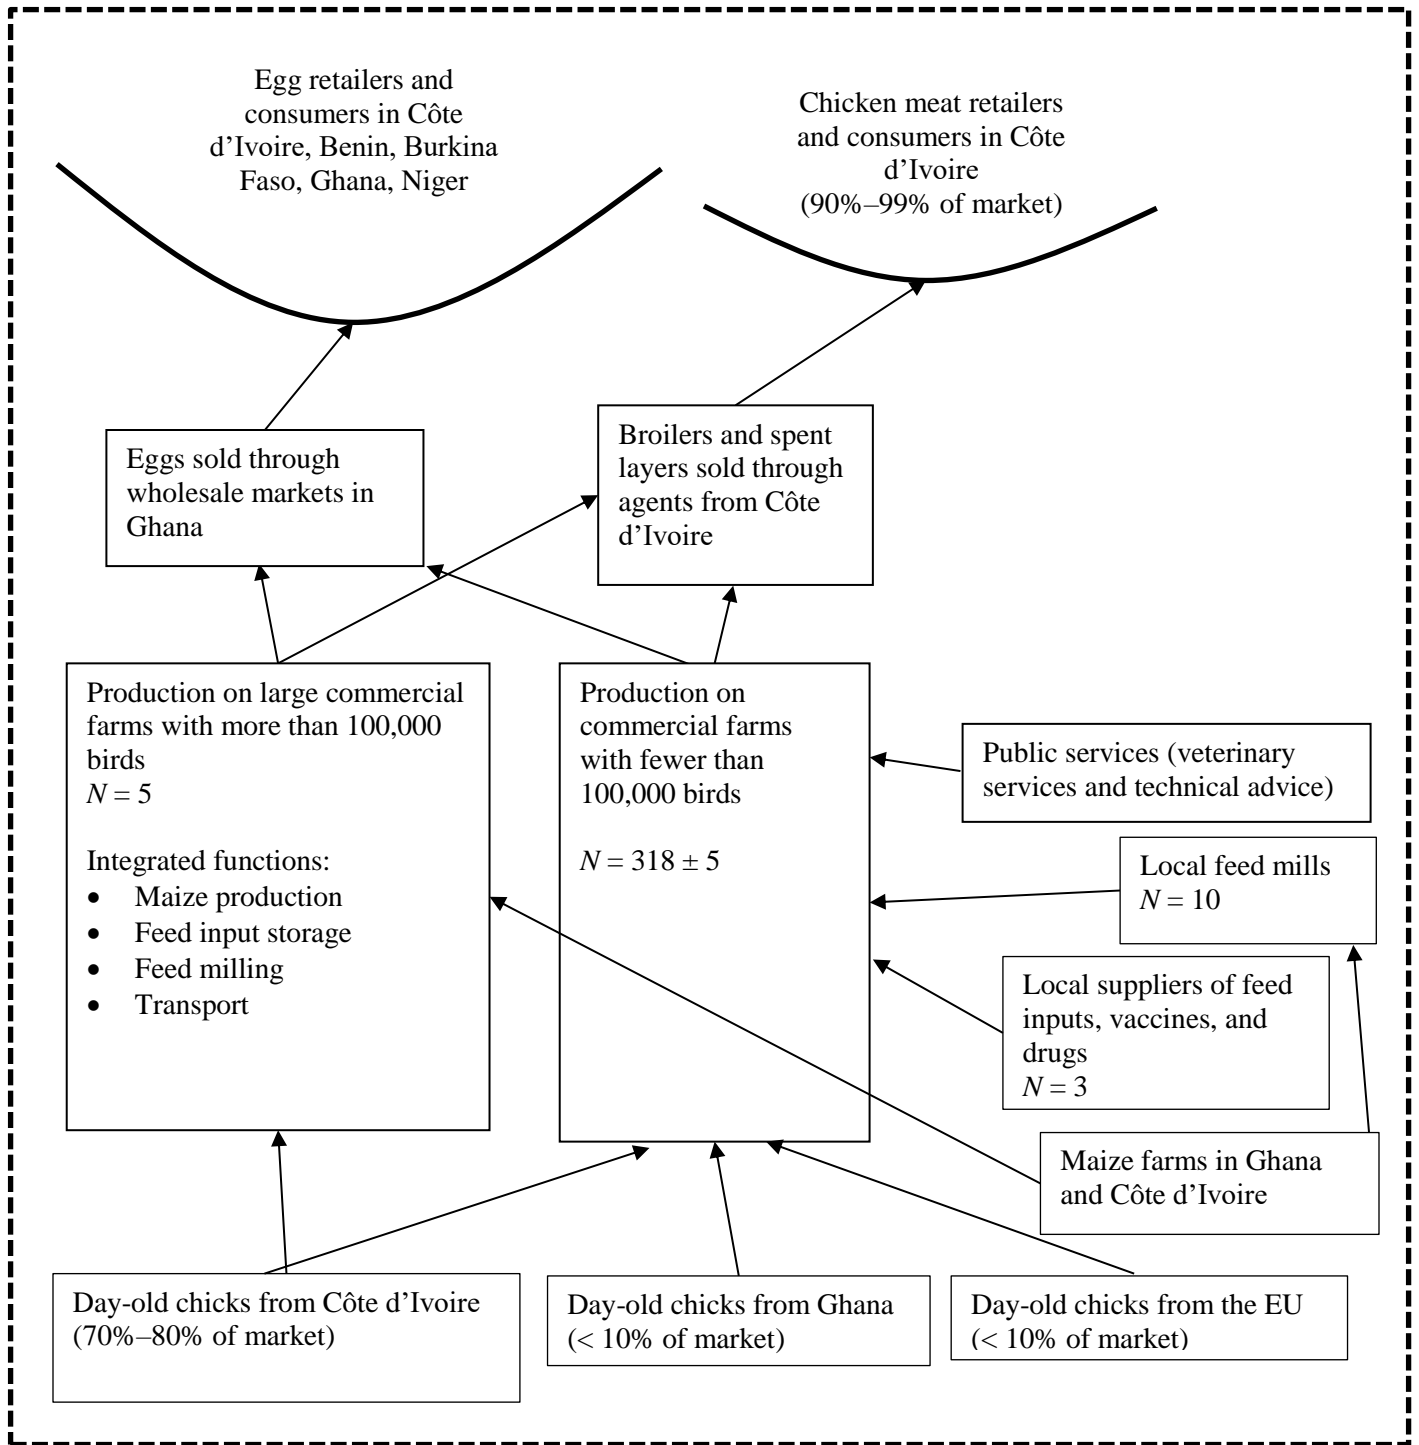 Egg retailers and
consumers in Côte
d’Ivoire, Benin, Burkina
Faso, Ghana, Niger
Chicken meat retailers
and consumers in Côte
d’Ivoire
(90%–99% of market)
Eggs sold through
wholesale markets in
Ghana
Broilers and spent
layers sold through
agents from Côte
d’Ivoire
Production on large commercial
farms with more than 100,000
birds
N = 5
Integrated functions:
• Maize production
• Feed input storage
• Feed milling
• Transport
Production on
commercial farms
with fewer than
100,000 birds
N = 318 ± 5
Public services (veterinary
services and technical advice)
Local feed mills
N = 10
Local suppliers of feed
inputs, vaccines, and
drugs
N = 3
Maize farms in Ghana
and Côte d’Ivoire
Day-old chicks from Côte d’Ivoire
(70%–80% of market)
Day-old chicks from Ghana
(< 10% of market)
Day-old chicks from the EU
(< 10% of market)